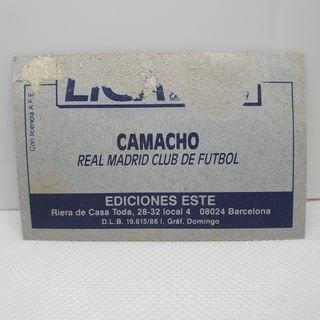 LIGA
CAMACHO
REAL MADRID CLUB DE FUTBOL
EDICIONES ESTE
Riera de Casa Toda, 28-32 local 4 08024 Barcelona
D.L.B. 19.615/86 I. Gráf. Domingo
Con licencia A.F.E.